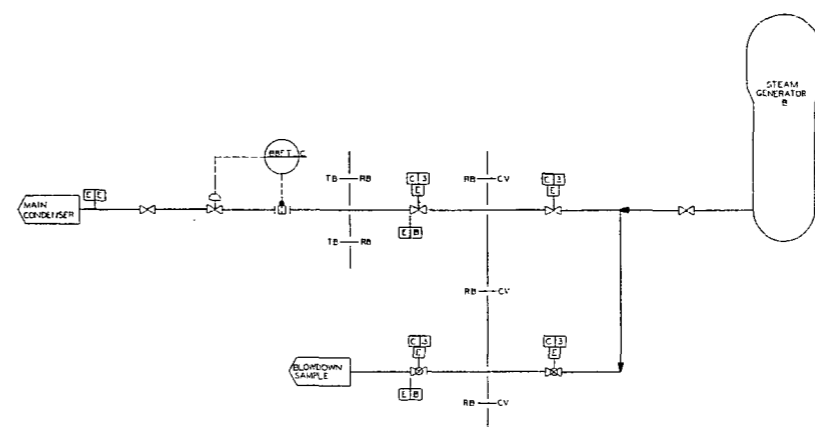 STEAM
GENERATOR
B
TB RB
RB CV
C 3
E
C 3
E
E E
MAIN
CONDENSER
E B
TB RB
RB CV
C 3
E
C 3
E
BLOWDOWN
SAMPLE
E B
RB CV